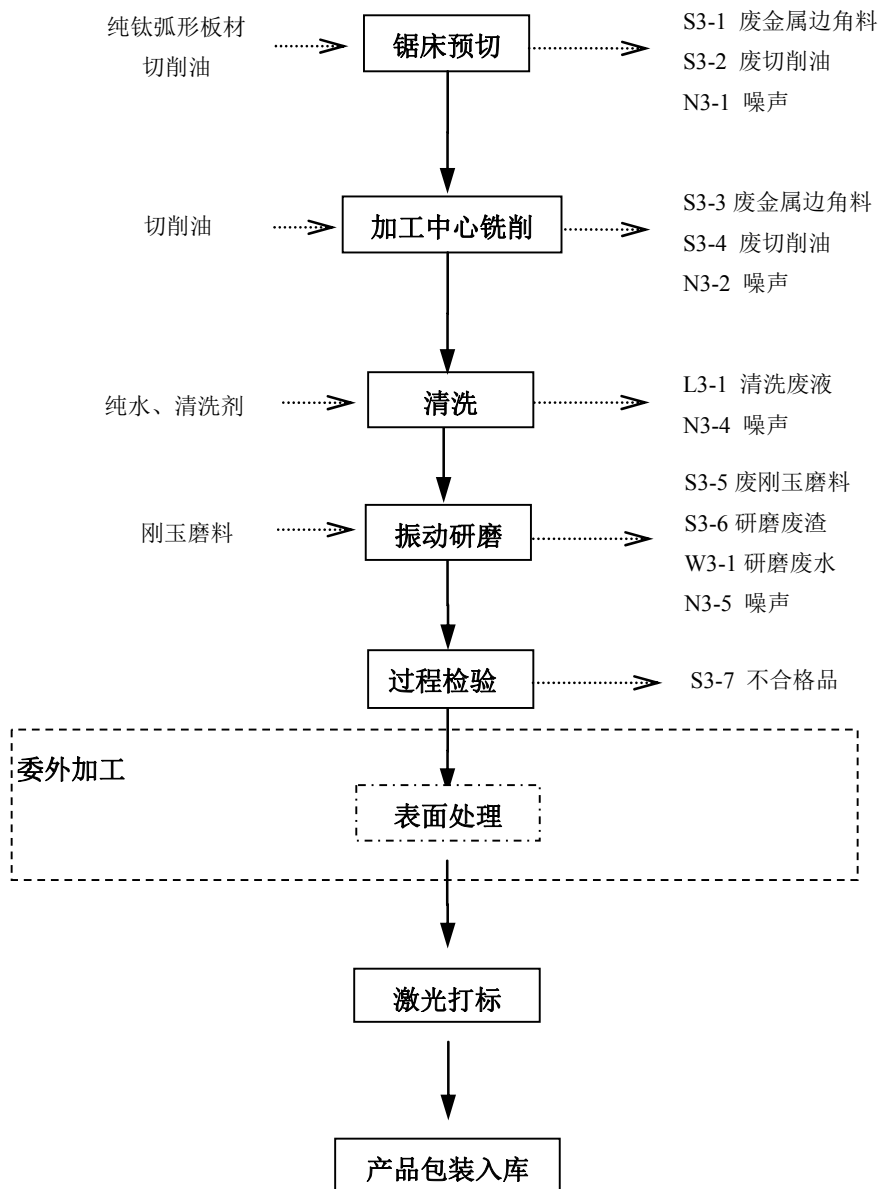 纯钛弧形板材
切削油
锯床预切
S3-1 废金属边角料
S3-2 废切削油
N3-1 噪声
切削油
加工中心铣削
S3-3 废金属边角料
S3-4 废切削油
N3-2 噪声
纯水、清洗剂
清洗
L3-1 清洗废液
N3-4 噪声
刚玉磨料
振动研磨
S3-5 废刚玉磨料
S3-6 研磨废渣
W3-1 研磨废水
N3-5 噪声
过程检验
S3-7 不合格品
委外加工
表面处理
激光打标
产品包装入库